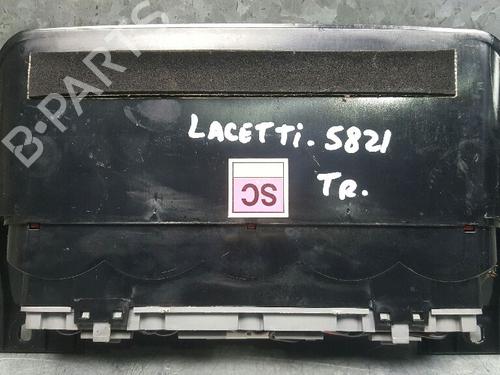 B-PARTS
LACETTI. 5821
TR.
SC